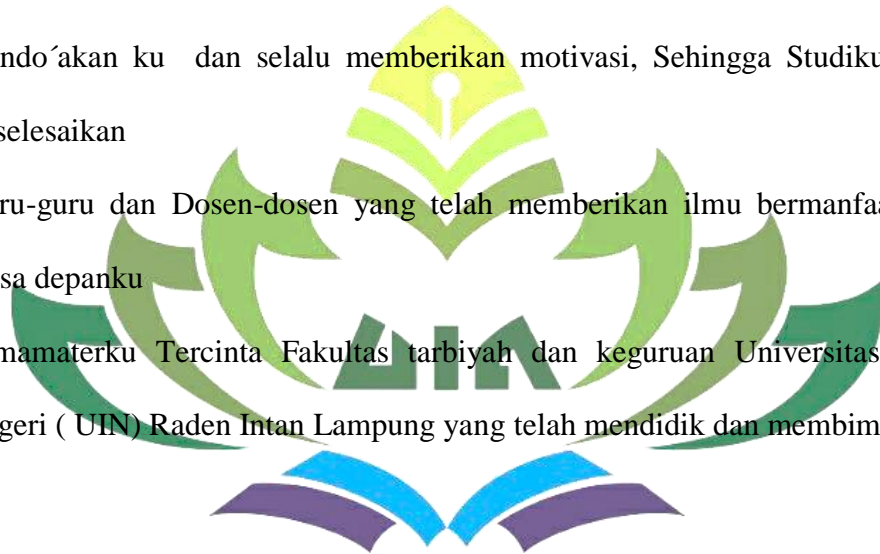 ndo´akan ku dan selalu memberikan motivasi, Sehingga Studiku
selesaikan
ru-guru dan Dosen-dosen yang telah memberikan ilmu bermanfaa
sa depanku
mamaterku Tercinta Fakultas tarbiyah dan keguruan Universitas
UIN
geri ( UIN) Raden Intan Lampung yang telah mendidik dan membim